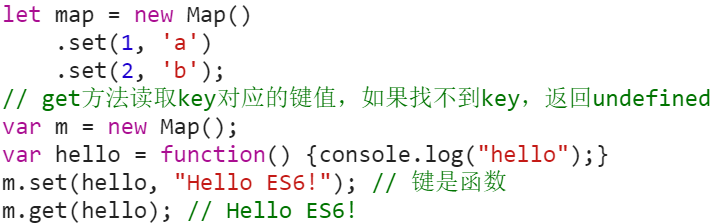 let map = new Map()
    .set(1, 'a')
    .set(2, 'b');
// get方法读取key对应的键值，如果找不到key，返回undefined
var m = new Map();
var hello = function() {console.log("hello");}
m.set(hello, "Hello ES6!"); // 键是函数
m.get(hello); // Hello ES6!